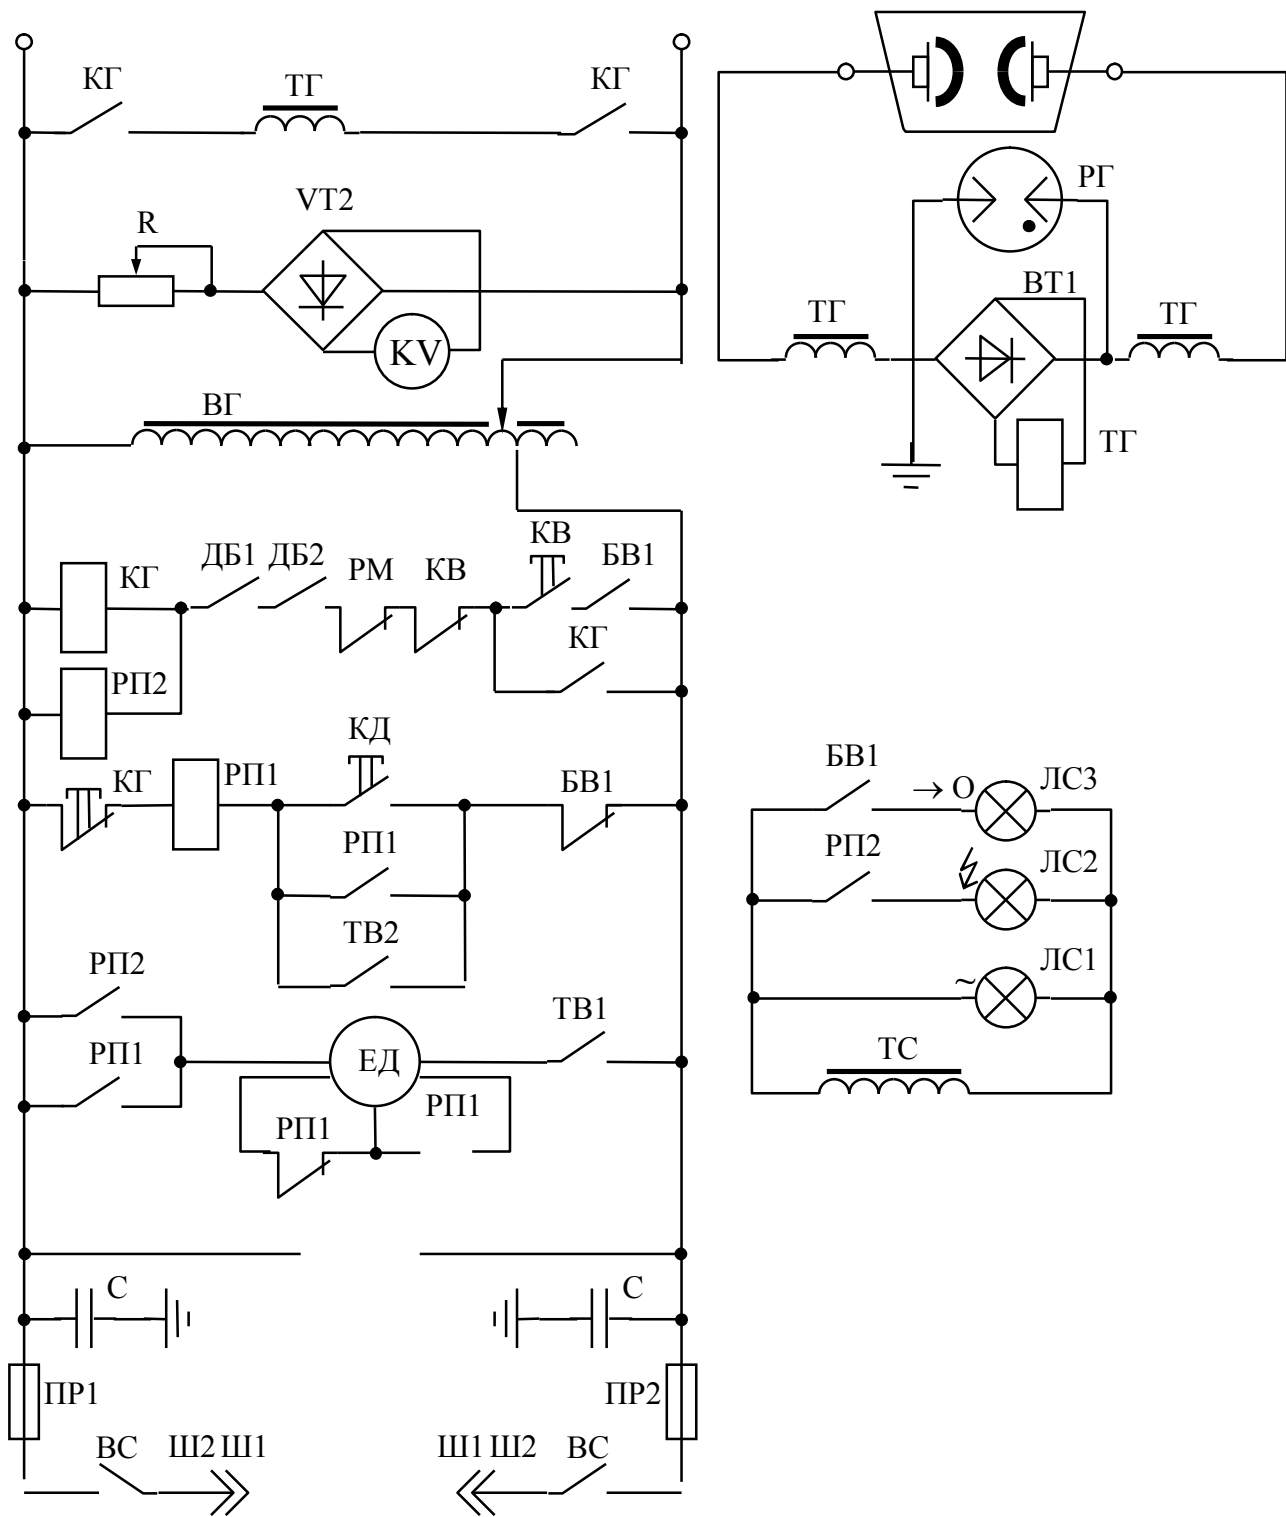 КГ
ТГ
КГ
R
VT2
KV
ВГ
КГ
ДБ1
ДБ2
РМ
КВ
КВ
БВ1
КГ
РП2
КГ
РП1
КД
БВ1
РП1
ТВ2
РП2
РП1
ЕД
ТВ1
РП1
РП1
С
С
ПР1
ПР2
ВС
Ш2 Ш1
Ш1 Ш2
ВС
РГ
ТГ
ВТ1
ТГ
ТГ
БВ1
→ О
ЛС3
РП2
ЛС2
~
ЛС1
ТС